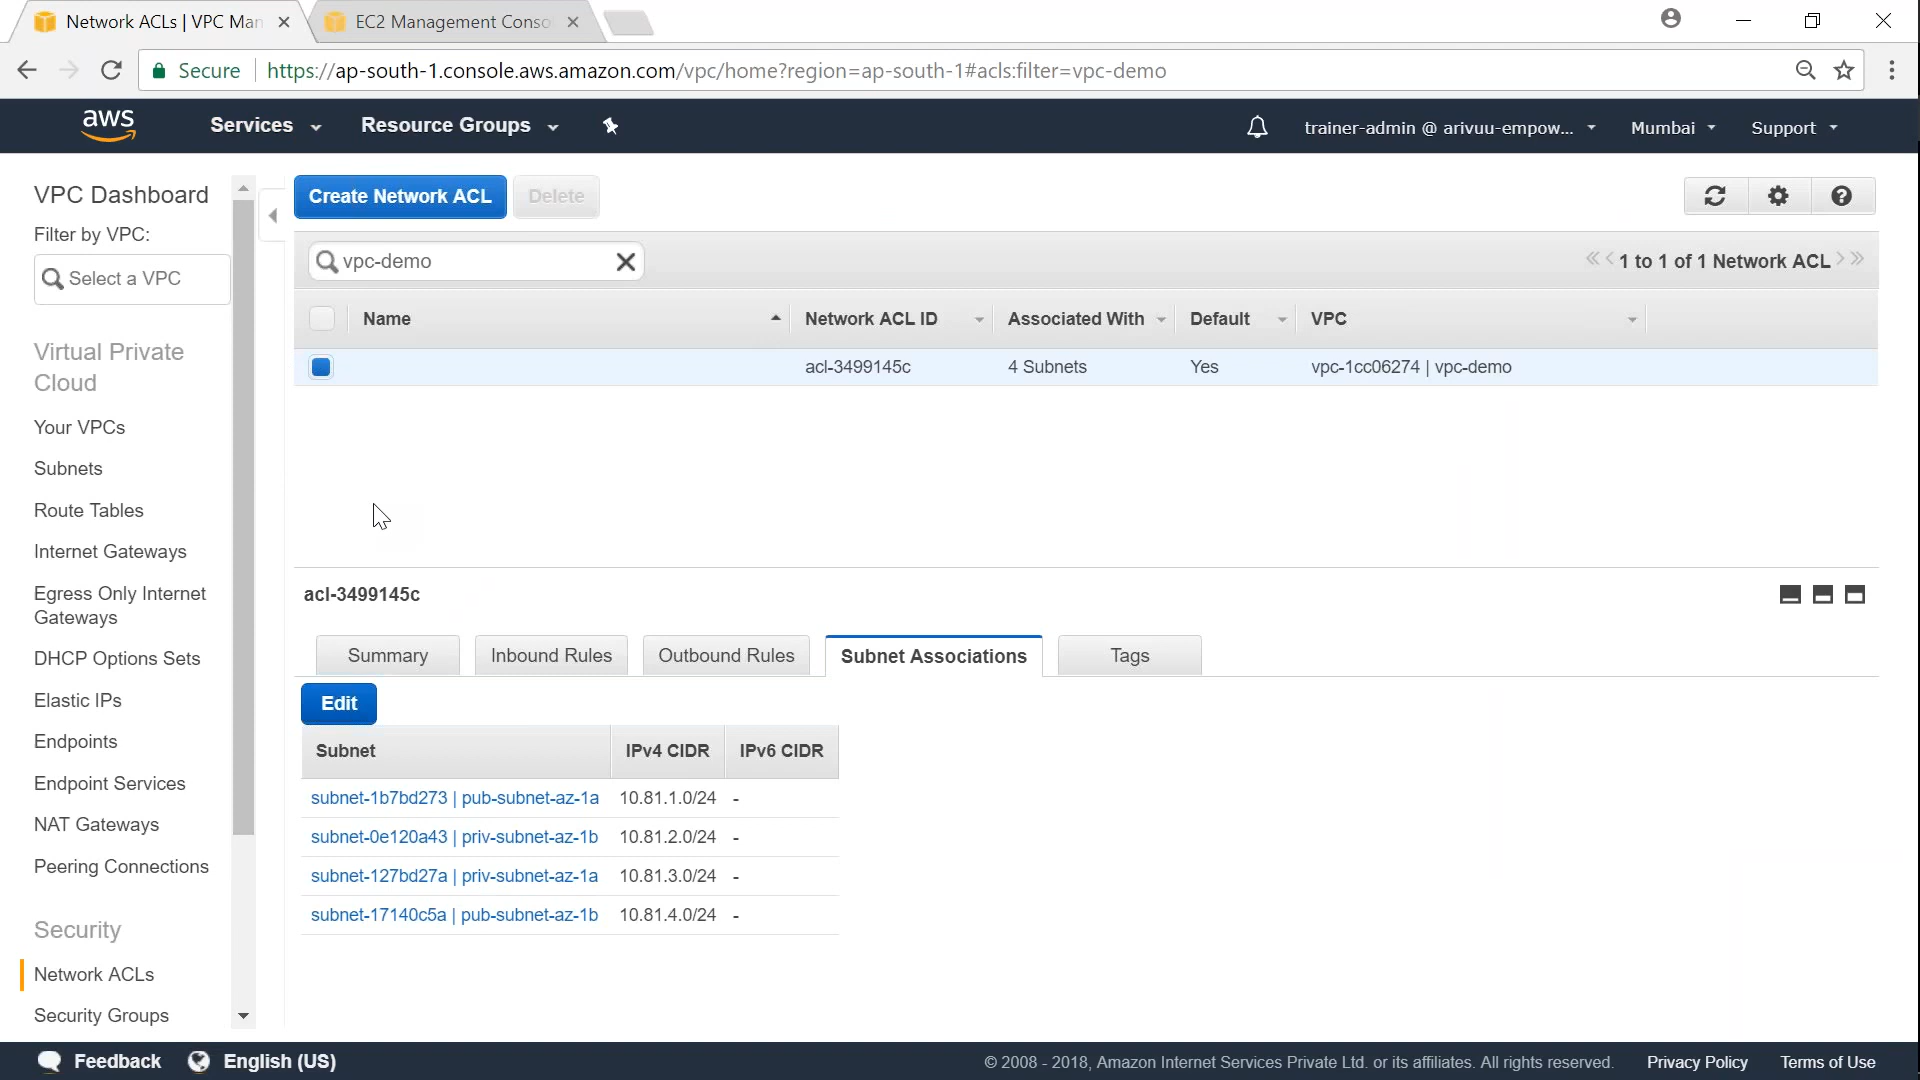 Network ACLs | VPC Man
EC2 Management Conso
Secure
https://ap-south-1.console.aws.amazon.com/vpc/home?region=ap-south-1#acls:filter=vpc-demo
aws
Services
Resource Groups
trainer-admin @ arivuu-empow...
Mumbai
Support
VPC Dashboard
Filter by VPC:
Select a VPC
Virtual Private
Cloud
Your VPCs
Subnets
Route Tables
Internet Gateways
Egress Only Internet
Gateways
DHCP Options Sets
Elastic IPs
Endpoints
Endpoint Services
NAT Gateways
Peering Connections
Security
Network ACLs
Security Groups
Create Network ACL
Delete
vpc-demo
1 to 1 of 1 Network ACL
Name Network ACL ID Associated With Default VPC
acl-3499145c 4 Subnets Yes vpc-1cc06274 | vpc-demo
acl-3499145c
Summary
Inbound Rules
Outbound Rules
Subnet Associations
Tags
Edit
Subnet IPv4 CIDR IPv6 CIDR
subnet-1b7bd273 | pub-subnet-az-1a 10.81.1.0/24 -
subnet-0e120a43 | priv-subnet-az-1b 10.81.2.0/24 -
subnet-127bd27a | priv-subnet-az-1a 10.81.3.0/24 -
subnet-17140c5a | pub-subnet-az-1b 10.81.4.0/24 -
Feedback
English (US)
© 2008 - 2018, Amazon Internet Services Private Ltd. or its affiliates. All rights reserved.
Privacy Policy
Terms of Use